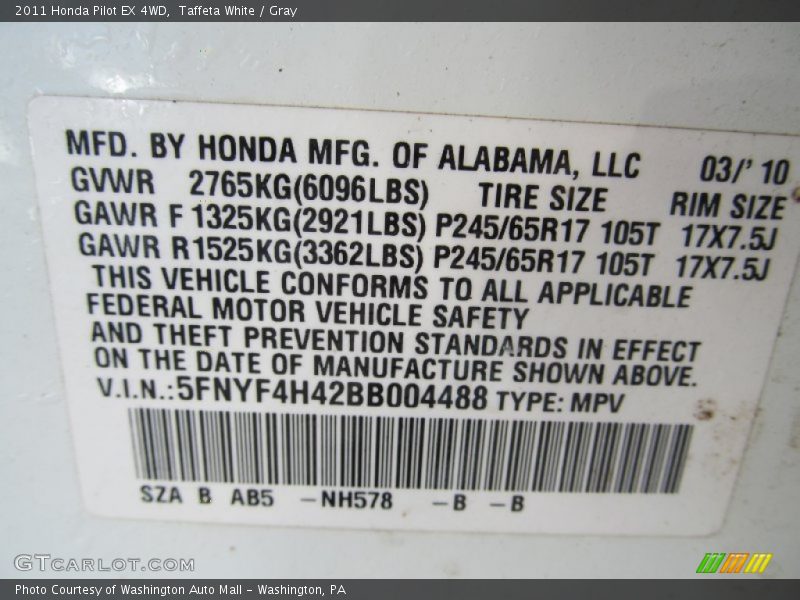 2011 Honda Pilot EX 4WD,  Taffeta White / Gray
MFD. BY HONDA MFG. OF ALABAMA, LLC 03/' 10
GVWR 2765KG(6096LBS) TIRE SIZE RIM SIZE
GAWR F 1325KG(2921LBS) P245/65R17 105T 17X7.5J
GAWR R1525KG(3362LBS) P245/65R17 105T 17X7.5J
THIS VEHICLE CONFORMS TO ALL APPLICABLE
FEDERAL MOTOR VEHICLE SAFETY
AND THEFT PREVENTION STANDARDS IN EFFECT
ON THE DATE OF MANUFACTURE SHOWN ABOVE.
V.I.N.:5FNYF4H42BB004488 TYPE: MPV
SZA B AB5 –NH578 –B –B
GTCARLOT.COM
Photo Courtesy of Washington Auto Mall – Washington, PA